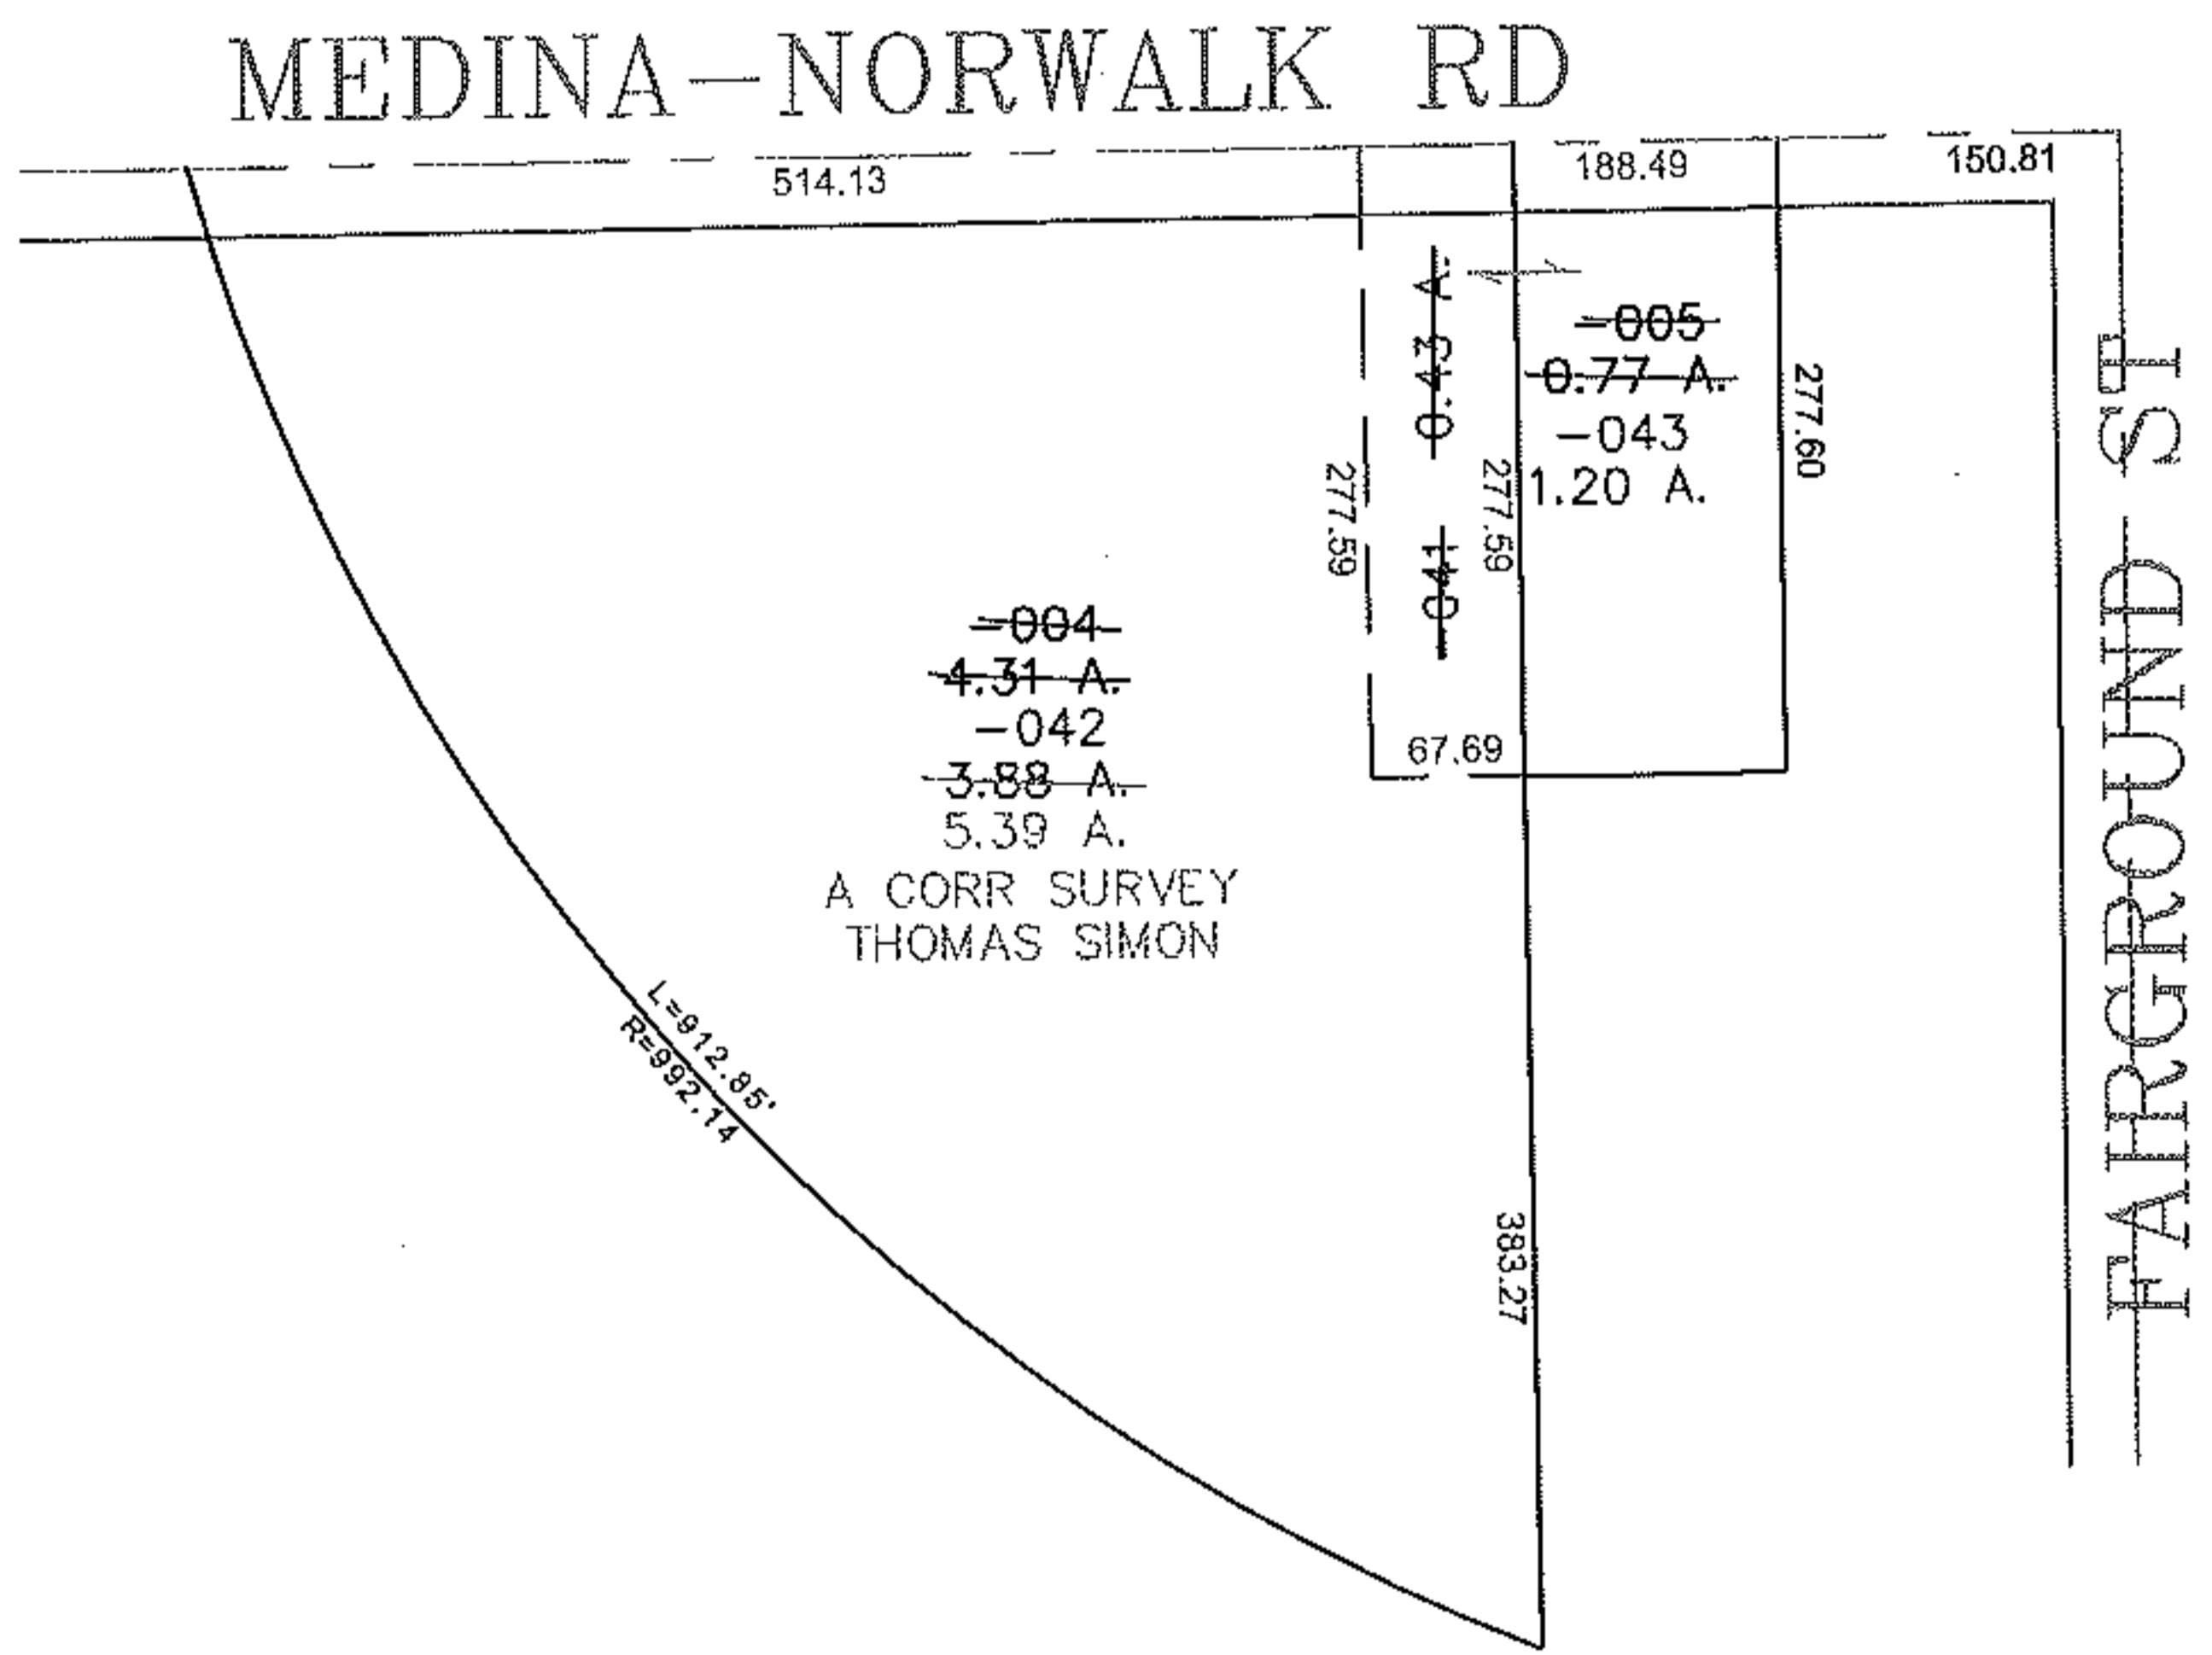 MEDINA-NORWALK RD
514.13
188.49
150.81
0.43 A.
-041
-005
0.77 A.
-043
1.20 A.
277.60
277.59
277.59
67.69
-004
4.31 A.
-042
3.88 A.
5.39 A.
A CORR SURVEY
THOMAS SIMON
L=912.85'
R=992.14
383.27
FAIRGROUND ST